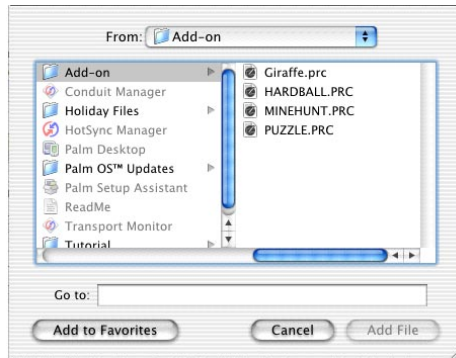 From: Add-on
Add-on
Conduit Manager
Holiday Files
HotSync Manager
Palm Desktop
Palm OS™ Updates
Palm Setup Assistant
ReadMe
Transport Monitor
Tutorial
Giraffe.prc
HARDBALL.PRC
MINEHUNT.PRC
PUZZLE.PRC
Go to:
Add to Favorites
Cancel
Add File